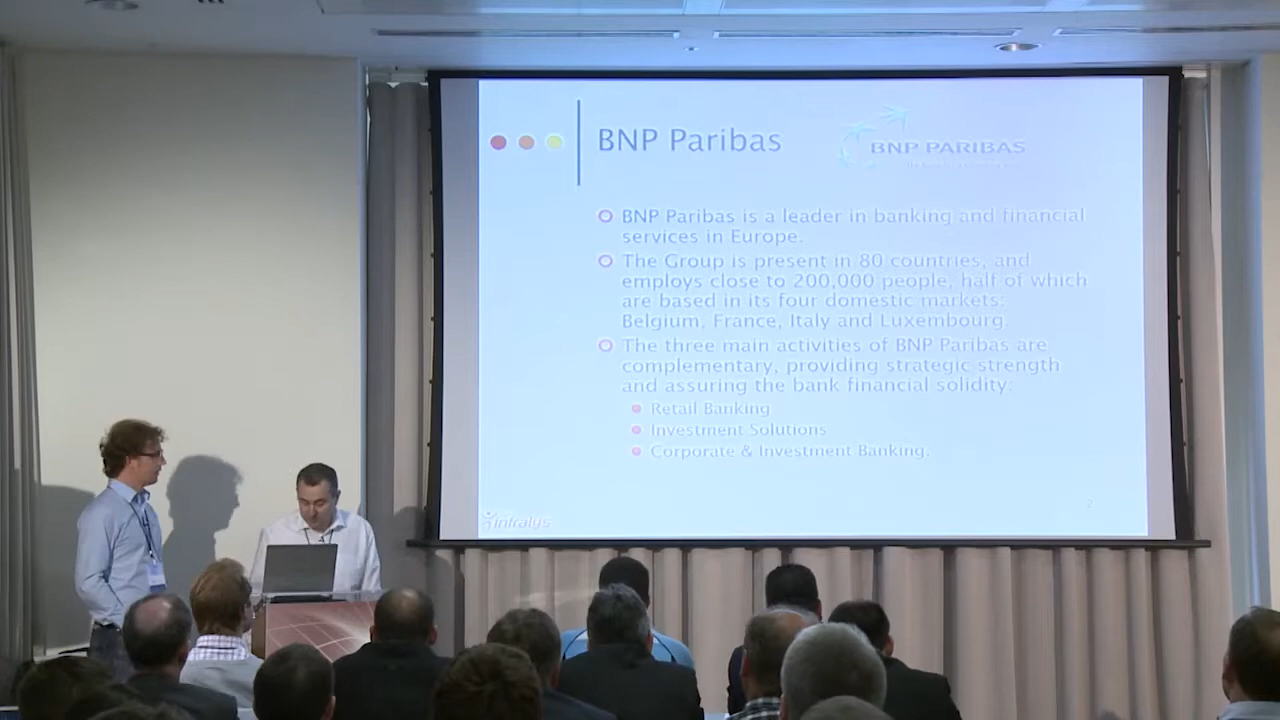 BNP Paribas
BNP PARIBAS
BNP Paribas is a leader in banking and financial
services in Europe.
The Group is present in 80 countries, and
employs close to 200,000 people, half of which
are based in its four domestic markets:
Belgium, France, Italy and Luxembourg.
The three main activities of BNP Paribas are
complementary, providing strategic strength
and assuring the bank financial solidity:
Retail Banking
Investment Solutions
Corporate & Investment Banking.
2
infralys